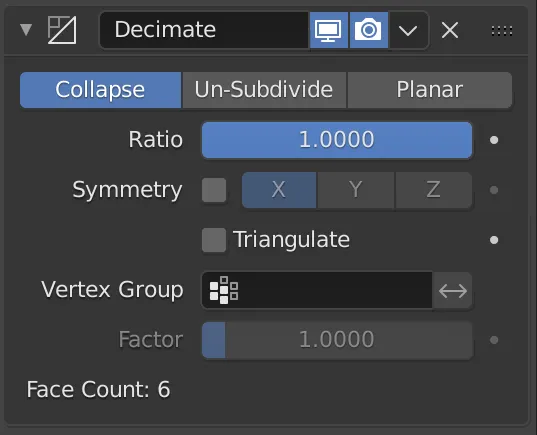 Decimate
Collapse Un-Subdivide Planar
Ratio 1.0000
Symmetry X Y Z
Triangulate
Vertex Group
Factor 1.0000
Face Count: 6